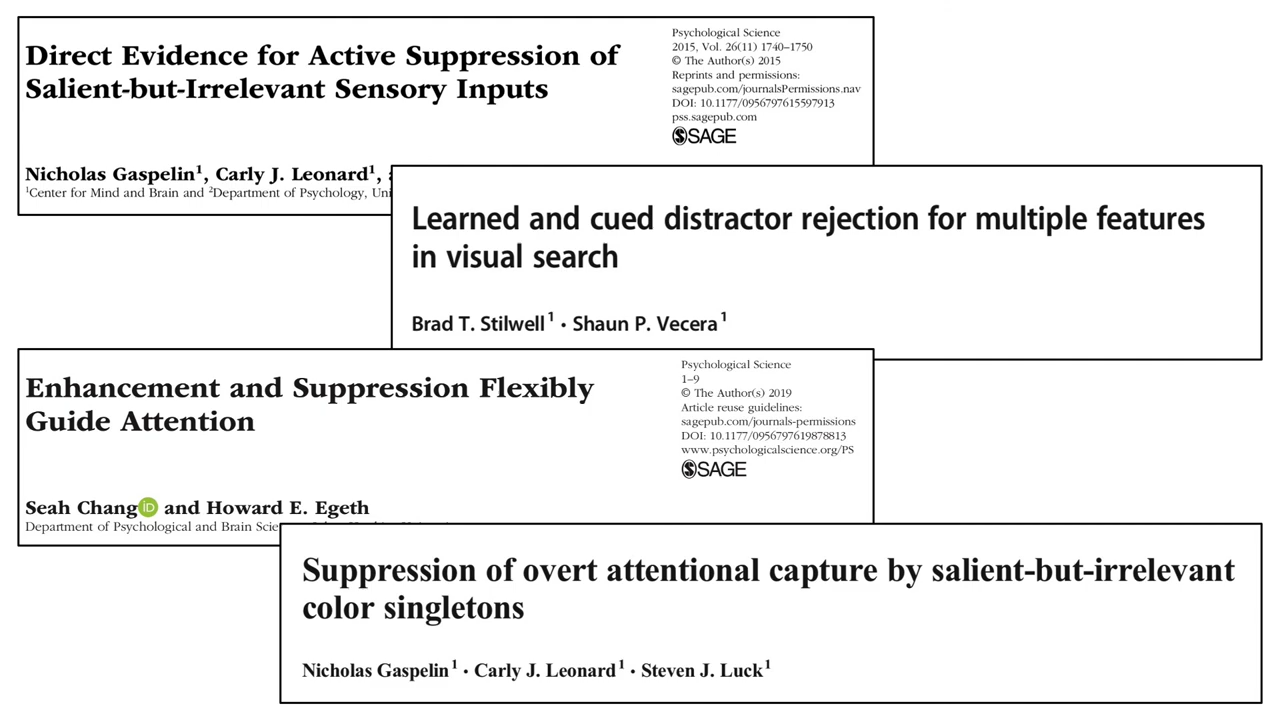 Direct Evidence for Active Suppression of
Salient-but-Irrelevant Sensory Inputs
Psychological Science
2015, Vol. 26(11) 1740–1750
© The Author(s) 2015
Reprints and permissions:
sagepub.com/journalsPermissions.nav
DOI: 10.1177/0956797615597913
pss.sagepub.com
SAGE
Nicholas Gaspelin¹, Carly J. Leonard¹,
¹Center for Mind and Brain and ²Department of Psychology,
Learned and cued distractor rejection for multiple features
in visual search
Brad T. Stilwell¹ · Shaun P. Vecera¹
Enhancement and Suppression Flexibly
Guide Attention
Psychological Science
1–9
© The Author(s) 2019
Article reuse guidelines:
sagepub.com/journals-permissions
DOI: 10.1177/0956797619878813
www.psychologicalscience.org/PS
SAGE
Seah Chang iD and Howard E. Egeth
Department of Psychological and Brain
Suppression of overt attentional capture by salient-but-irrelevant
color singletons
Nicholas Gaspelin¹ · Carly J. Leonard¹ · Steven J. Luck¹